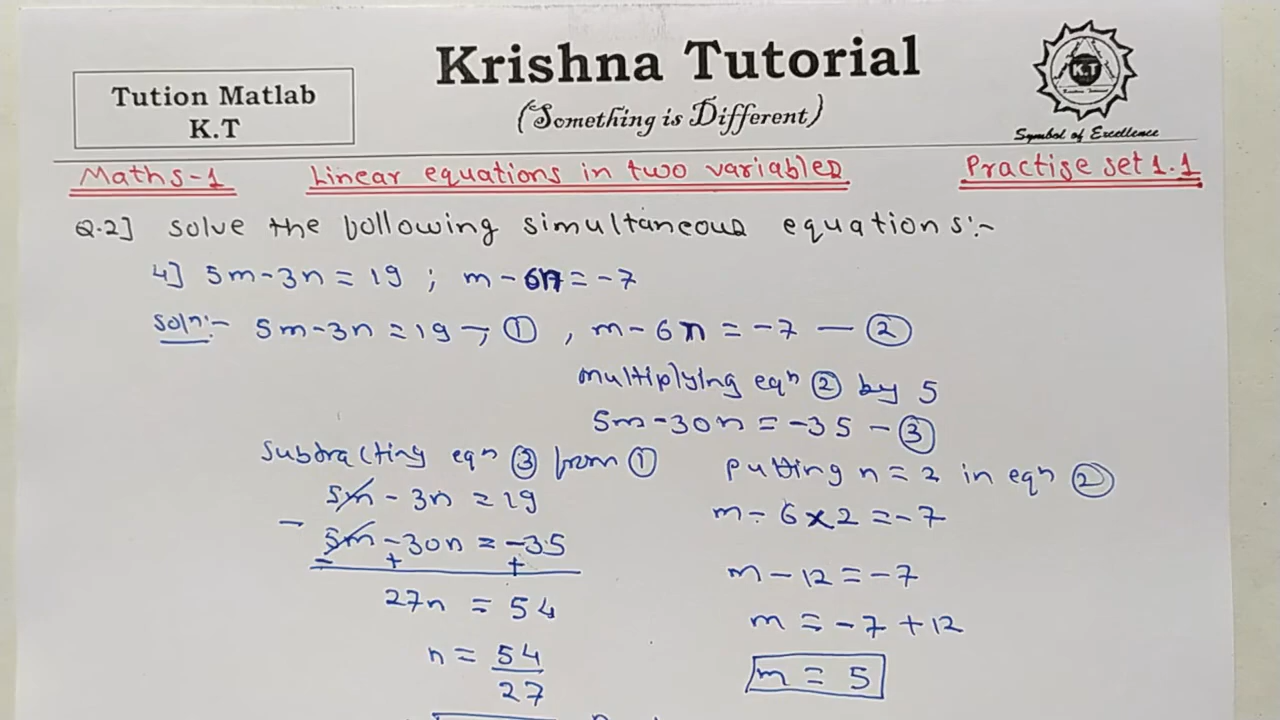 Krishna Tutorial
(Something is Different)
Tution Matlab
K.T
K.T
Symbol of Excellence
Maths-1 Linear equations in two variables Practise set 1.1
Q.2] solve the following simultaneous equations:-
4] 5m-3n = 19 ; m-6n = -7
Soln:- 5m-3n = 19 → ① , m-6n = -7 — ②
multiplying eqn ② by 5
5m-30n = -35 - ③
Subtracting eqn ③ from ①
5m - 3n = 19
- 5m - 30n = -35
- + +
27n = 54
n = 54
27
putting n = 2 in eqn ②
m - 6×2 = -7
m - 12 = -7
m = -7 + 12
m = 5